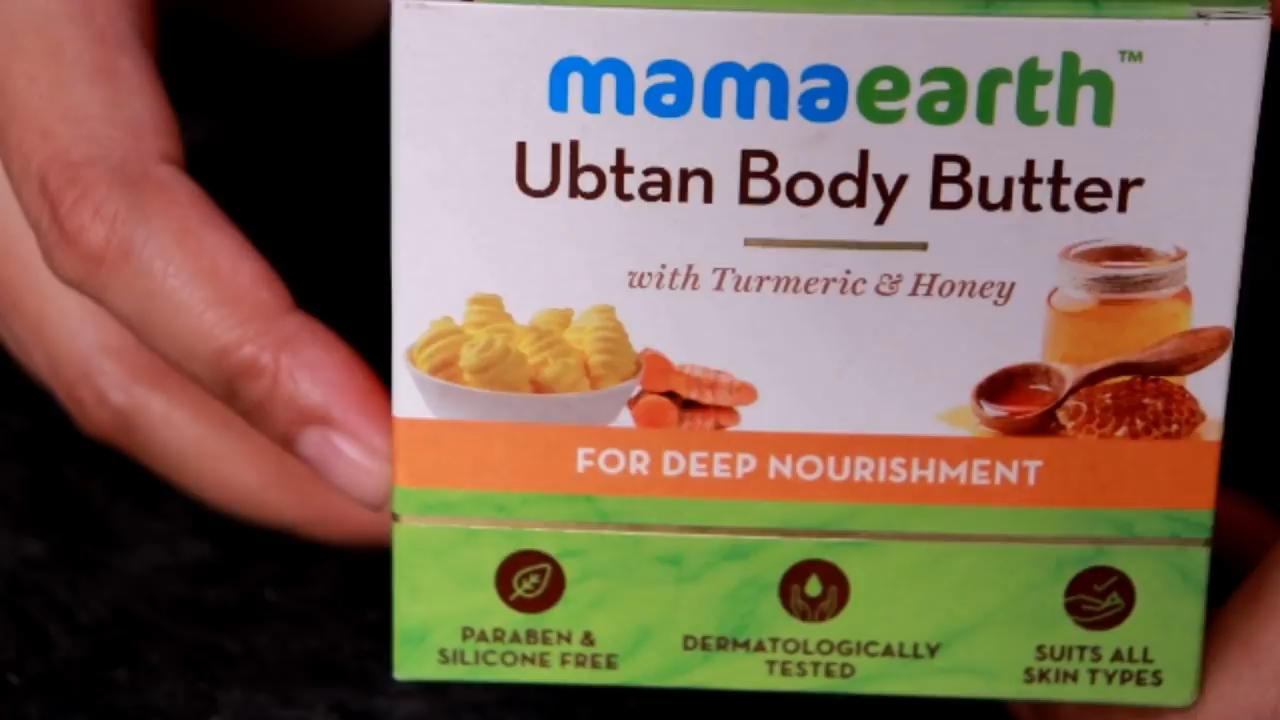 mamaearth™
Ubtan Body Butter
with Turmeric & Honey
FOR DEEP NOURISHMENT
PARABEN &
SILICONE FREE
DERMATOLOGICALLY
TESTED
SUITS ALL
SKIN TYPES